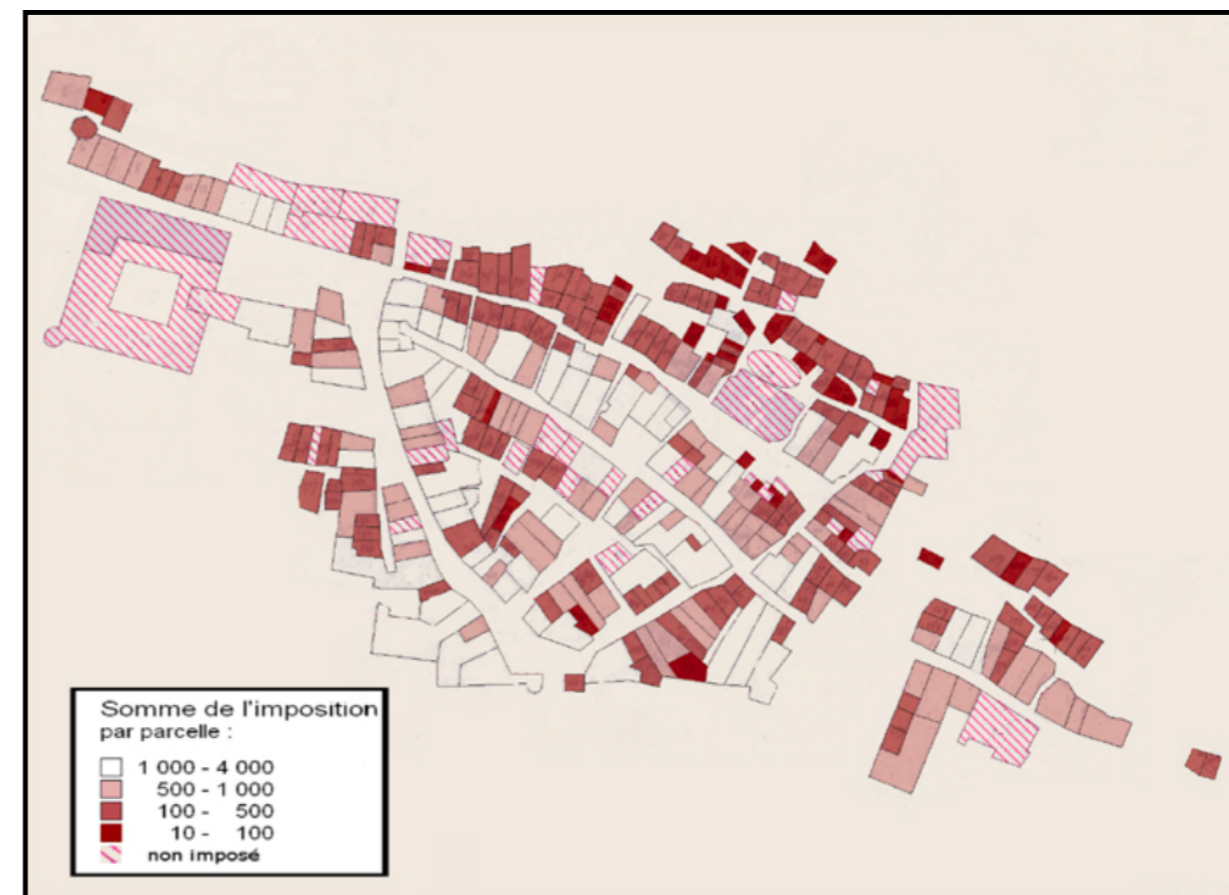 Somme de l'imposition
par parcelle :
1 000 - 4 000
500 - 1 000
100 - 500
10 - 100
non imposé